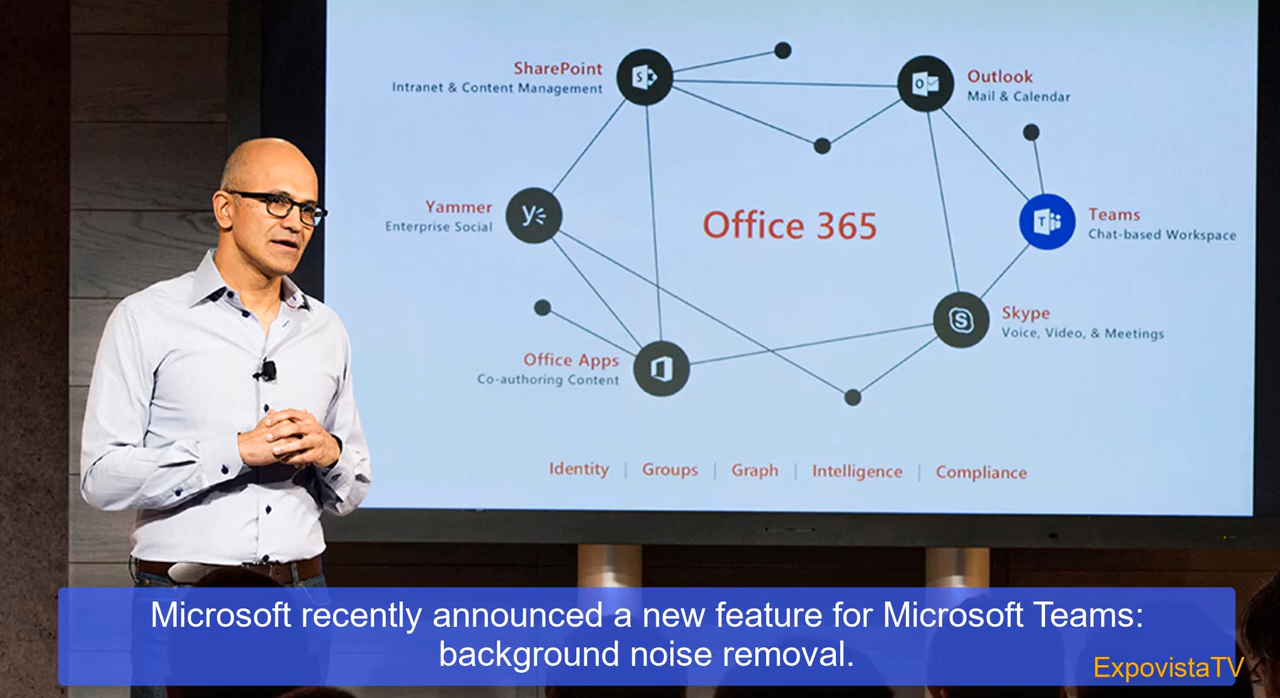 SharePoint
Intranet & Content Management
Outlook
Mail & Calendar
Yammer
Enterprise Social
Office 365
Teams
Chat-based Workspace
Skype
Voice, Video, & Meetings
Office Apps
Co-authoring Content
Identity | Groups | Graph | Intelligence | Compliance
Microsoft recently announced a new feature for Microsoft Teams:
background noise removal.
ExpovistaTV